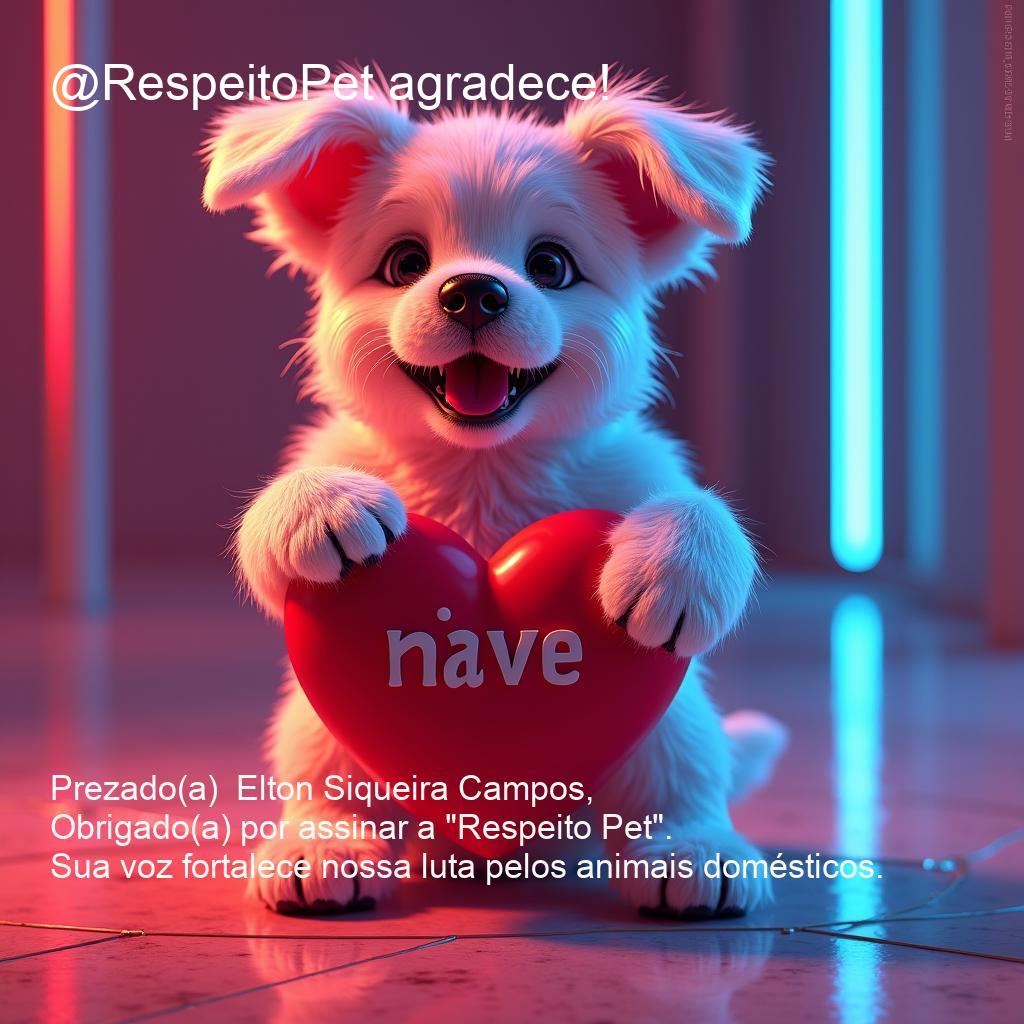 @RespeitoPet agradece!
nave
Prezado(a)  Elton Siqueira Campos,
Obrigado(a) por assinar a "Respeito Pet".
Sua voz fortalece nossa luta pelos animais domésticos.